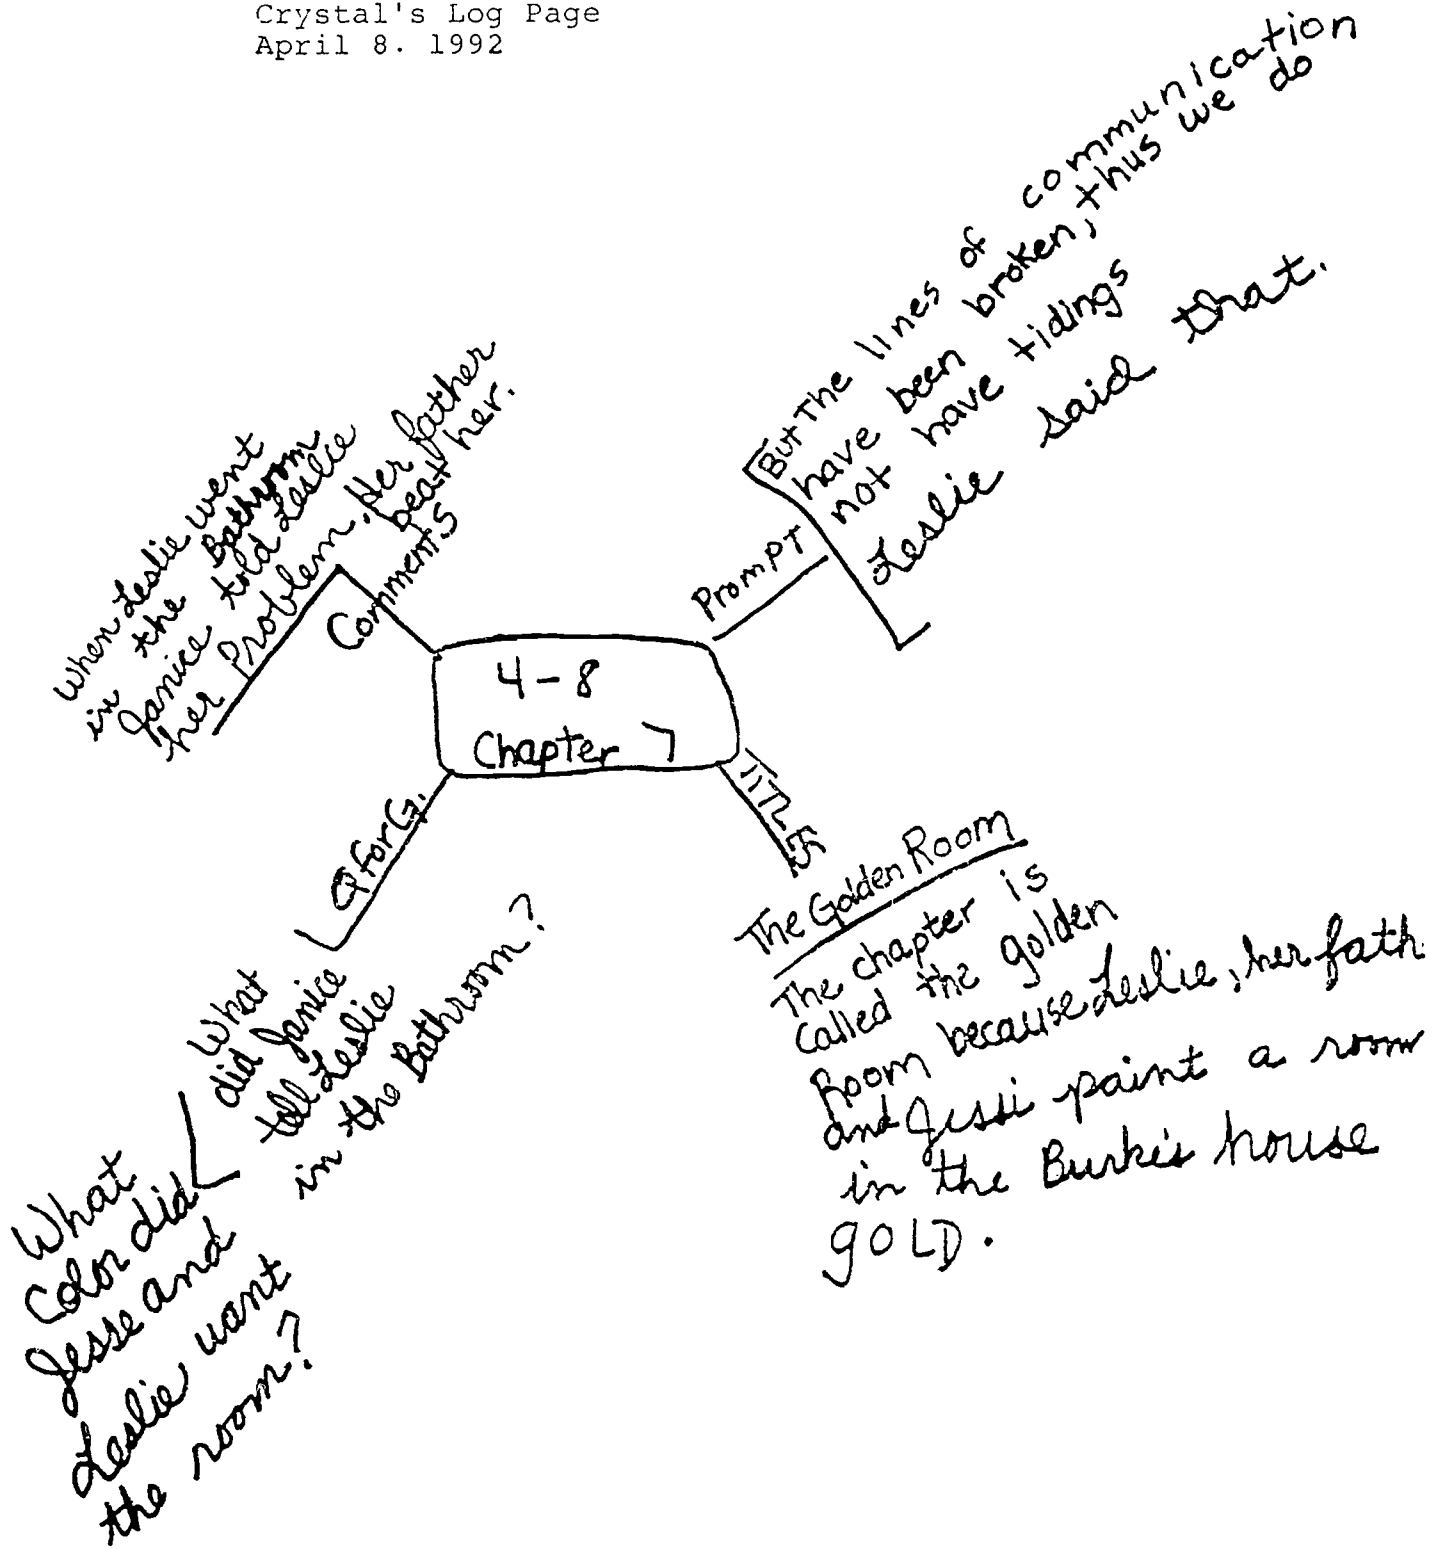 Crystal's Log Page
April 8. 1992
When Leslie went
in the Bathroom
Janice told Leslie
her Problem. Her father
beat her.
Comments
Prompt
But The lines of communication
have been broken, thus we do
not have tidings
Leslie said that.
4-8
Chapter 7
Q for G.
What
did Janice
tell Leslie
in the Bathroom?
What
Color did
Jesse and
Leslie want
the room?
The Golden Room
The chapter is
called the golden
Room because Leslie, her fath
and Jessi paint a room
in the Burke's house
gOLD.